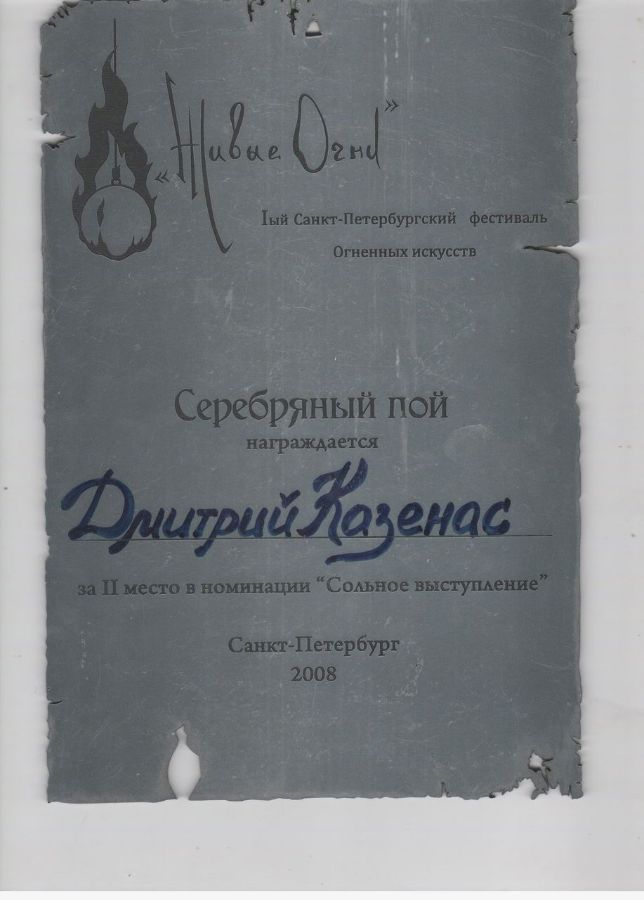 «Живые Огни»
Iый Санкт-Петербургский фестиваль
Огненных искусств
Серебряный пой
награждается
Дмитрий Казенас
за II место в номинации “Сольное выступление”
Санкт-Петербург
2008